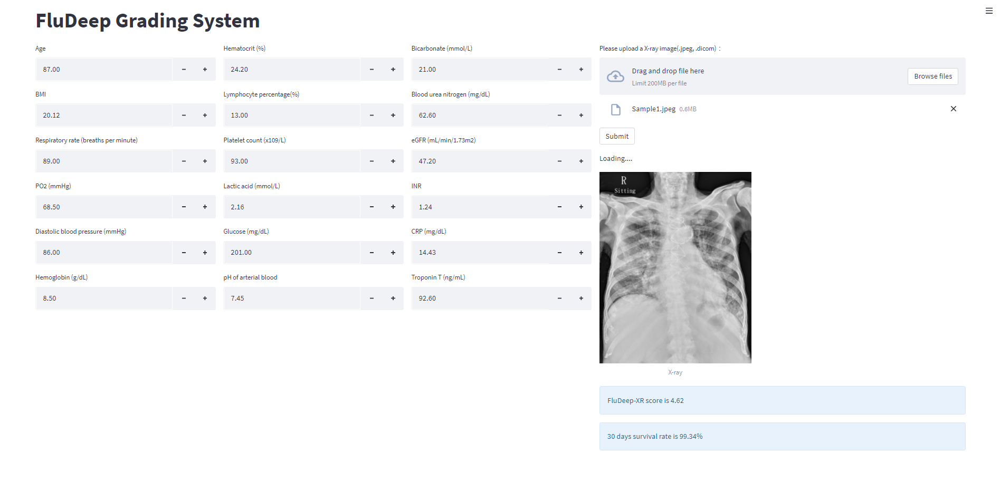 FluDeep Grading System
Age
87.00
BMI
20.12
Respiratory rate (breaths per minute)
89.00
PO2 (mmHg)
68.50
Diastolic blood pressure (mmHg)
86.00
Hemoglobin (g/dL)
8.50
Hematocrit (%)
24.20
Lymphocyte percentage(%)
13.00
Platelet count (x109/L)
93.00
Lactic acid (mmol/L)
2.16
Glucose (mg/dL)
201.00
pH of arterial blood
7.45
Bicarbonate (mmol/L)
21.00
Blood urea nitrogen (mg/dL)
62.60
eGFR (mL/min/1.73m2)
47.20
INR
1.24
CRP (mg/dL)
14.43
Troponin T (ng/mL)
92.60
Please upload a X-ray image(.jpeg, .dicom)：
Drag and drop file here
Limit 200MB per file
Browse files
Sample1.jpeg 0.6MB
Submit
Loading....
R
Sitting
X-ray
FluDeep-XR score is 4.62
30 days survival rate is 99.34%